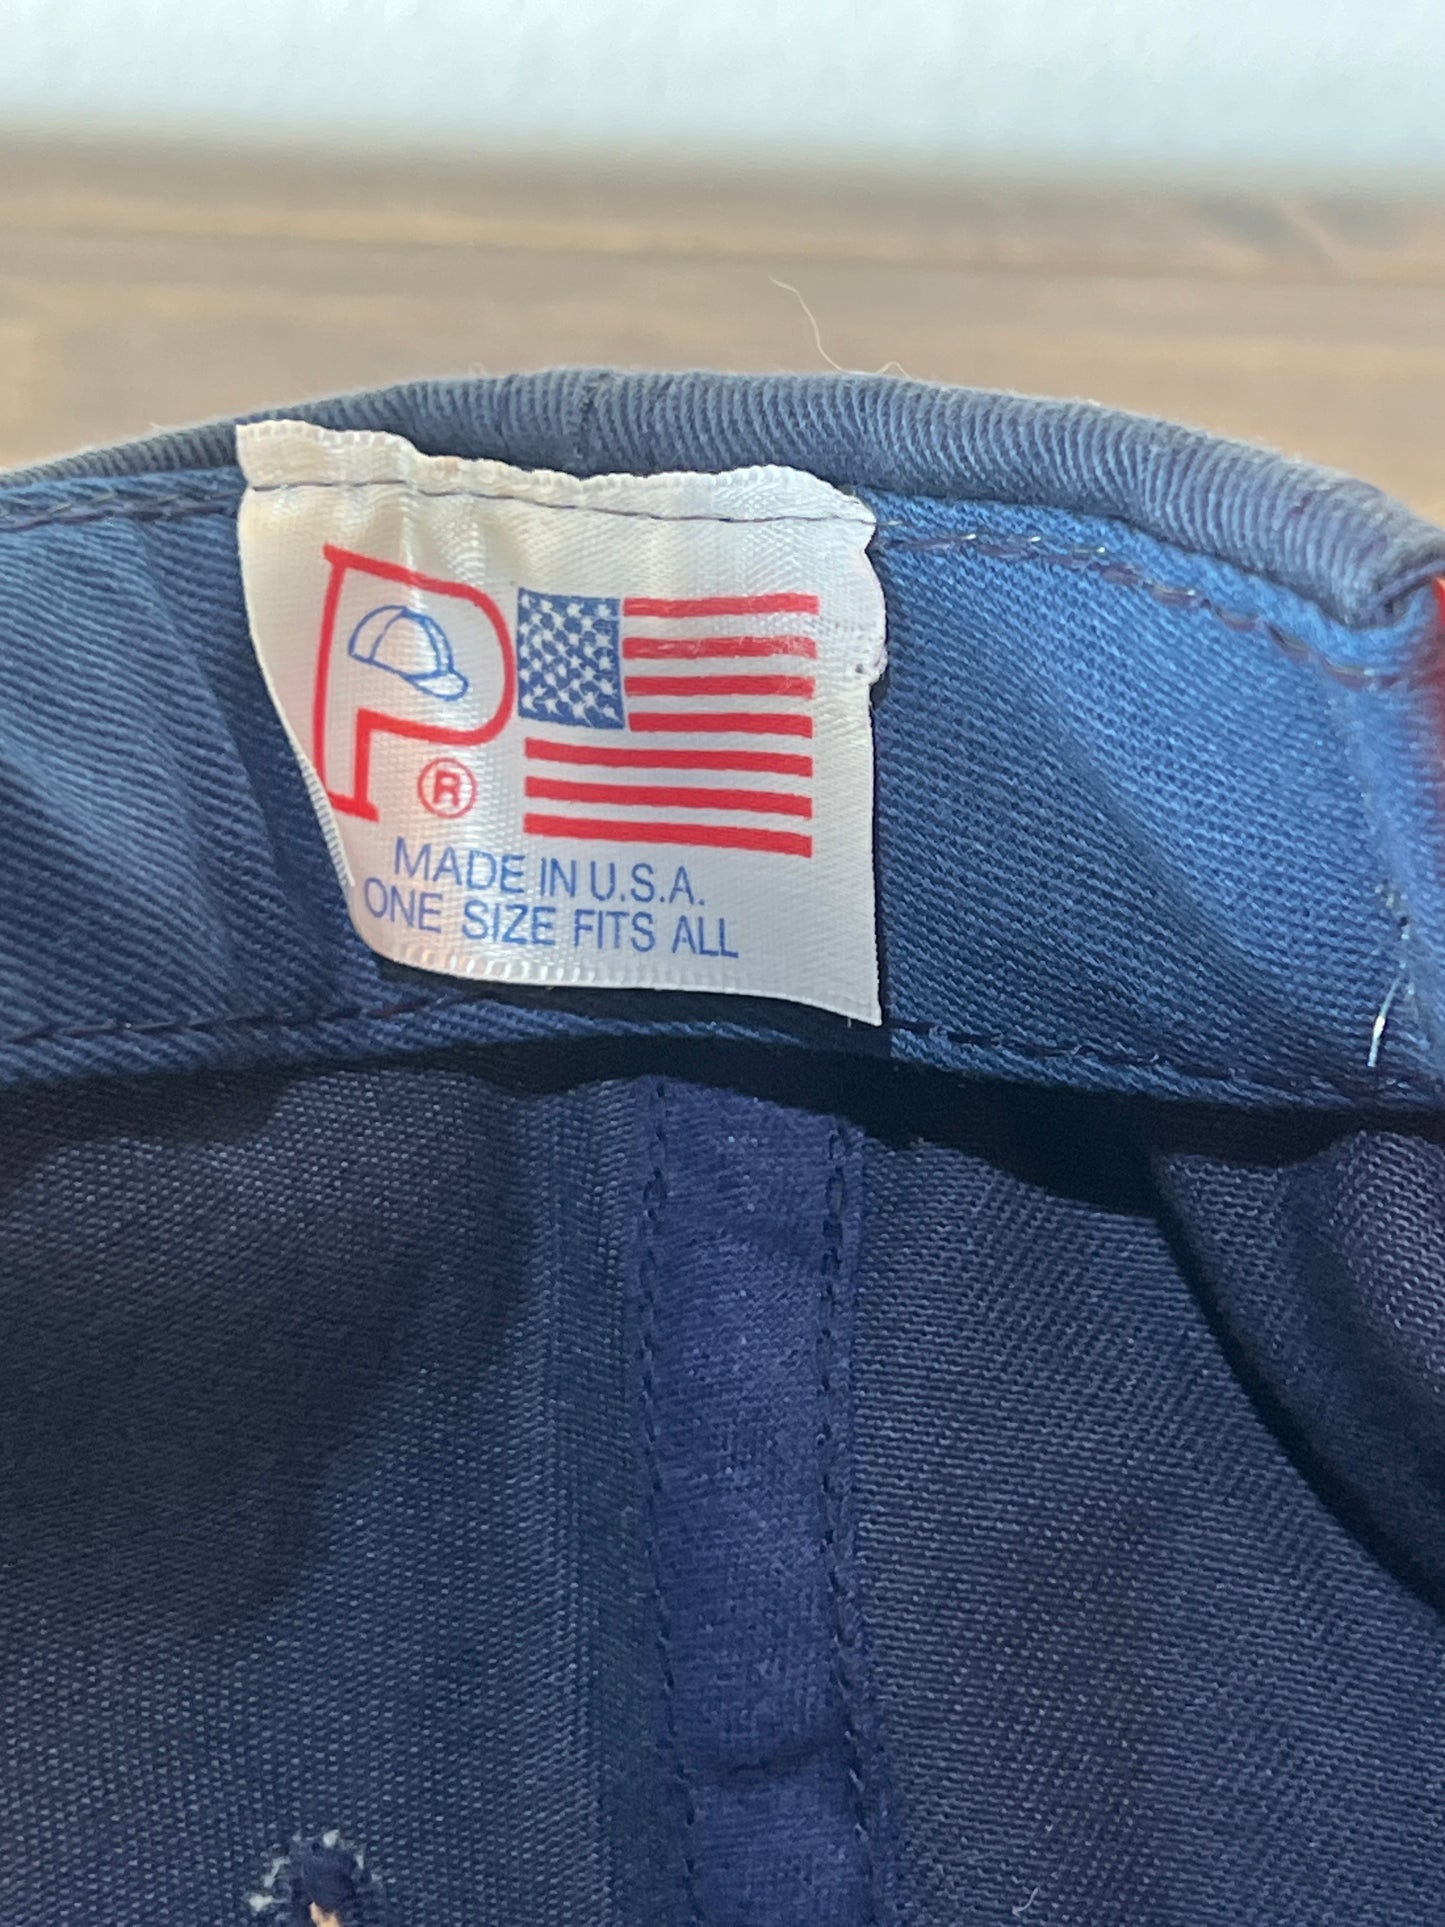 P
®
MADE IN U.S.A.
ONE SIZE FITS ALL